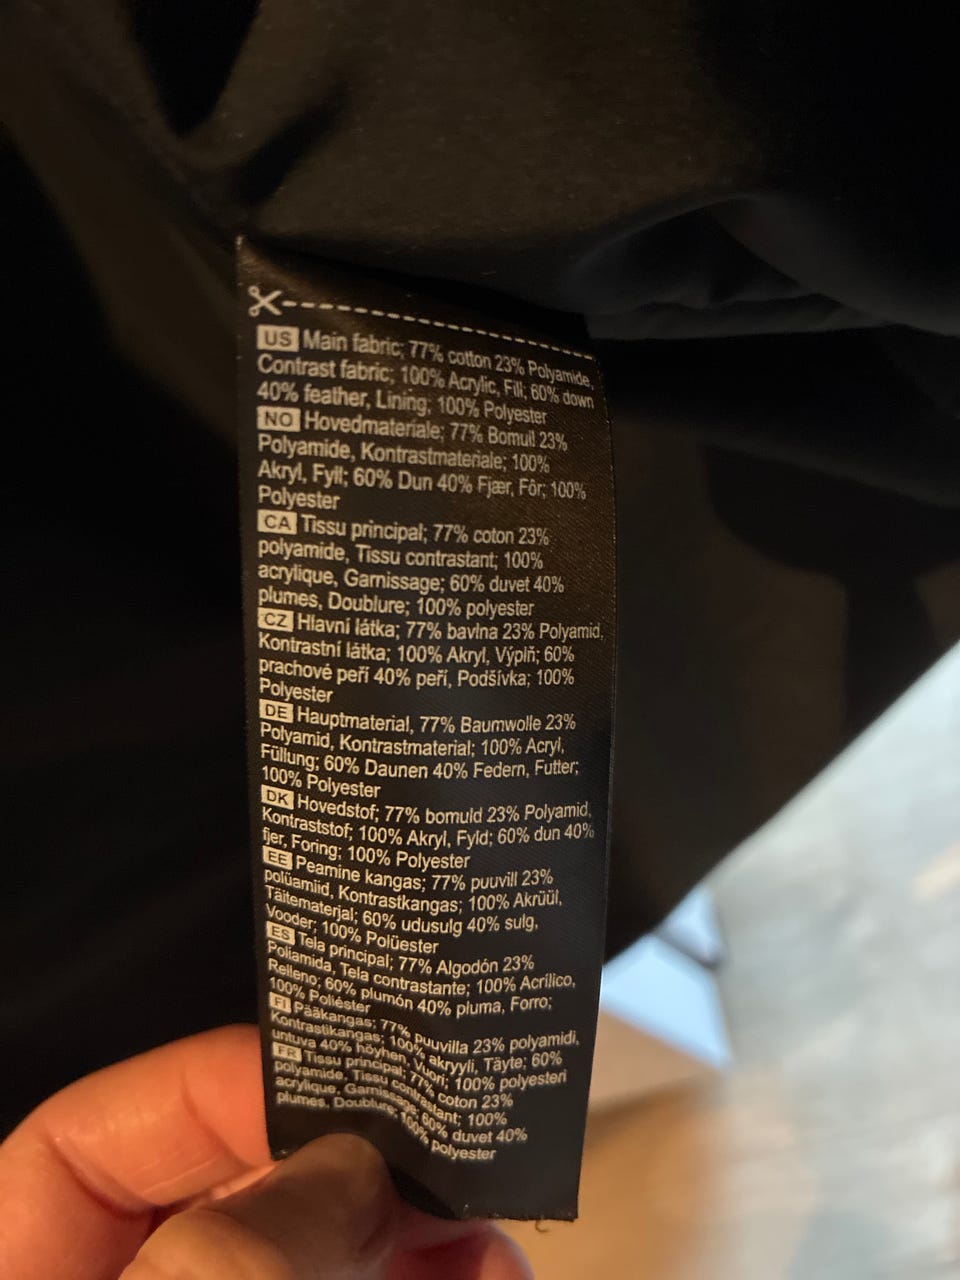 US Main fabric; 77% cotton 23% Polyamide,
Contrast fabric; 100% Acrylic, Fill; 60% down
40% feather, Lining; 100% Polyester
NO Hovedmateriale; 77% Bomull 23%
Polyamide, Kontrastmateriale; 100%
Akryl, Fyll; 60% Dun 40% Fjær, Fôr; 100%
Polyester
CA Tissu principal; 77% coton 23%
polyamide, Tissu contrastant; 100%
acrylique, Garnissage; 60% duvet 40%
plumes, Doublure; 100% polyester
CZ Hlavní látka; 77% bavlna 23% Polyamid,
Kontrastní látka; 100% Akryl, Výplň; 60%
prachové peří 40% peří, Podšívka; 100%
Polyester
DE Hauptmaterial, 77% Baumwolle 23%
Polyamid, Kontrastmaterial; 100% Acryl,
Füllung; 60% Daunen 40% Federn, Futter;
100% Polyester
DK Hovedstof; 77% bomuld 23% Polyamid,
Kontraststof; 100% Akryl, Fyld; 60% dun 40%
fjer, Foring; 100% Polyester
EE Peamine kangas; 77% puuvill 23%
polüamiid, Kontrastkangas; 100% Akrüül,
Täitematerjal; 60% udusulg 40% sulg,
Vooder; 100% Polüester
ES Tela principal; 77% Algodón 23%
Poliamida, Tela contrastante; 100% Acrílico,
Relleno; 60% plumón 40% pluma, Forro;
100% Poliéster
FI Pääkangas; 77% puuvilla 23% polyamidi,
Kontrastikangas; 100% akryyli, Täyte; 60%
untuva 40% höyhen, Vuori; 100% polyesteri
FR Tissu principal; 77% coton 23%
polyamide, Tissu contrastant; 100%
acrylique, Garnissage; 60% duvet 40%
plumes, Doublure; 100% polyester